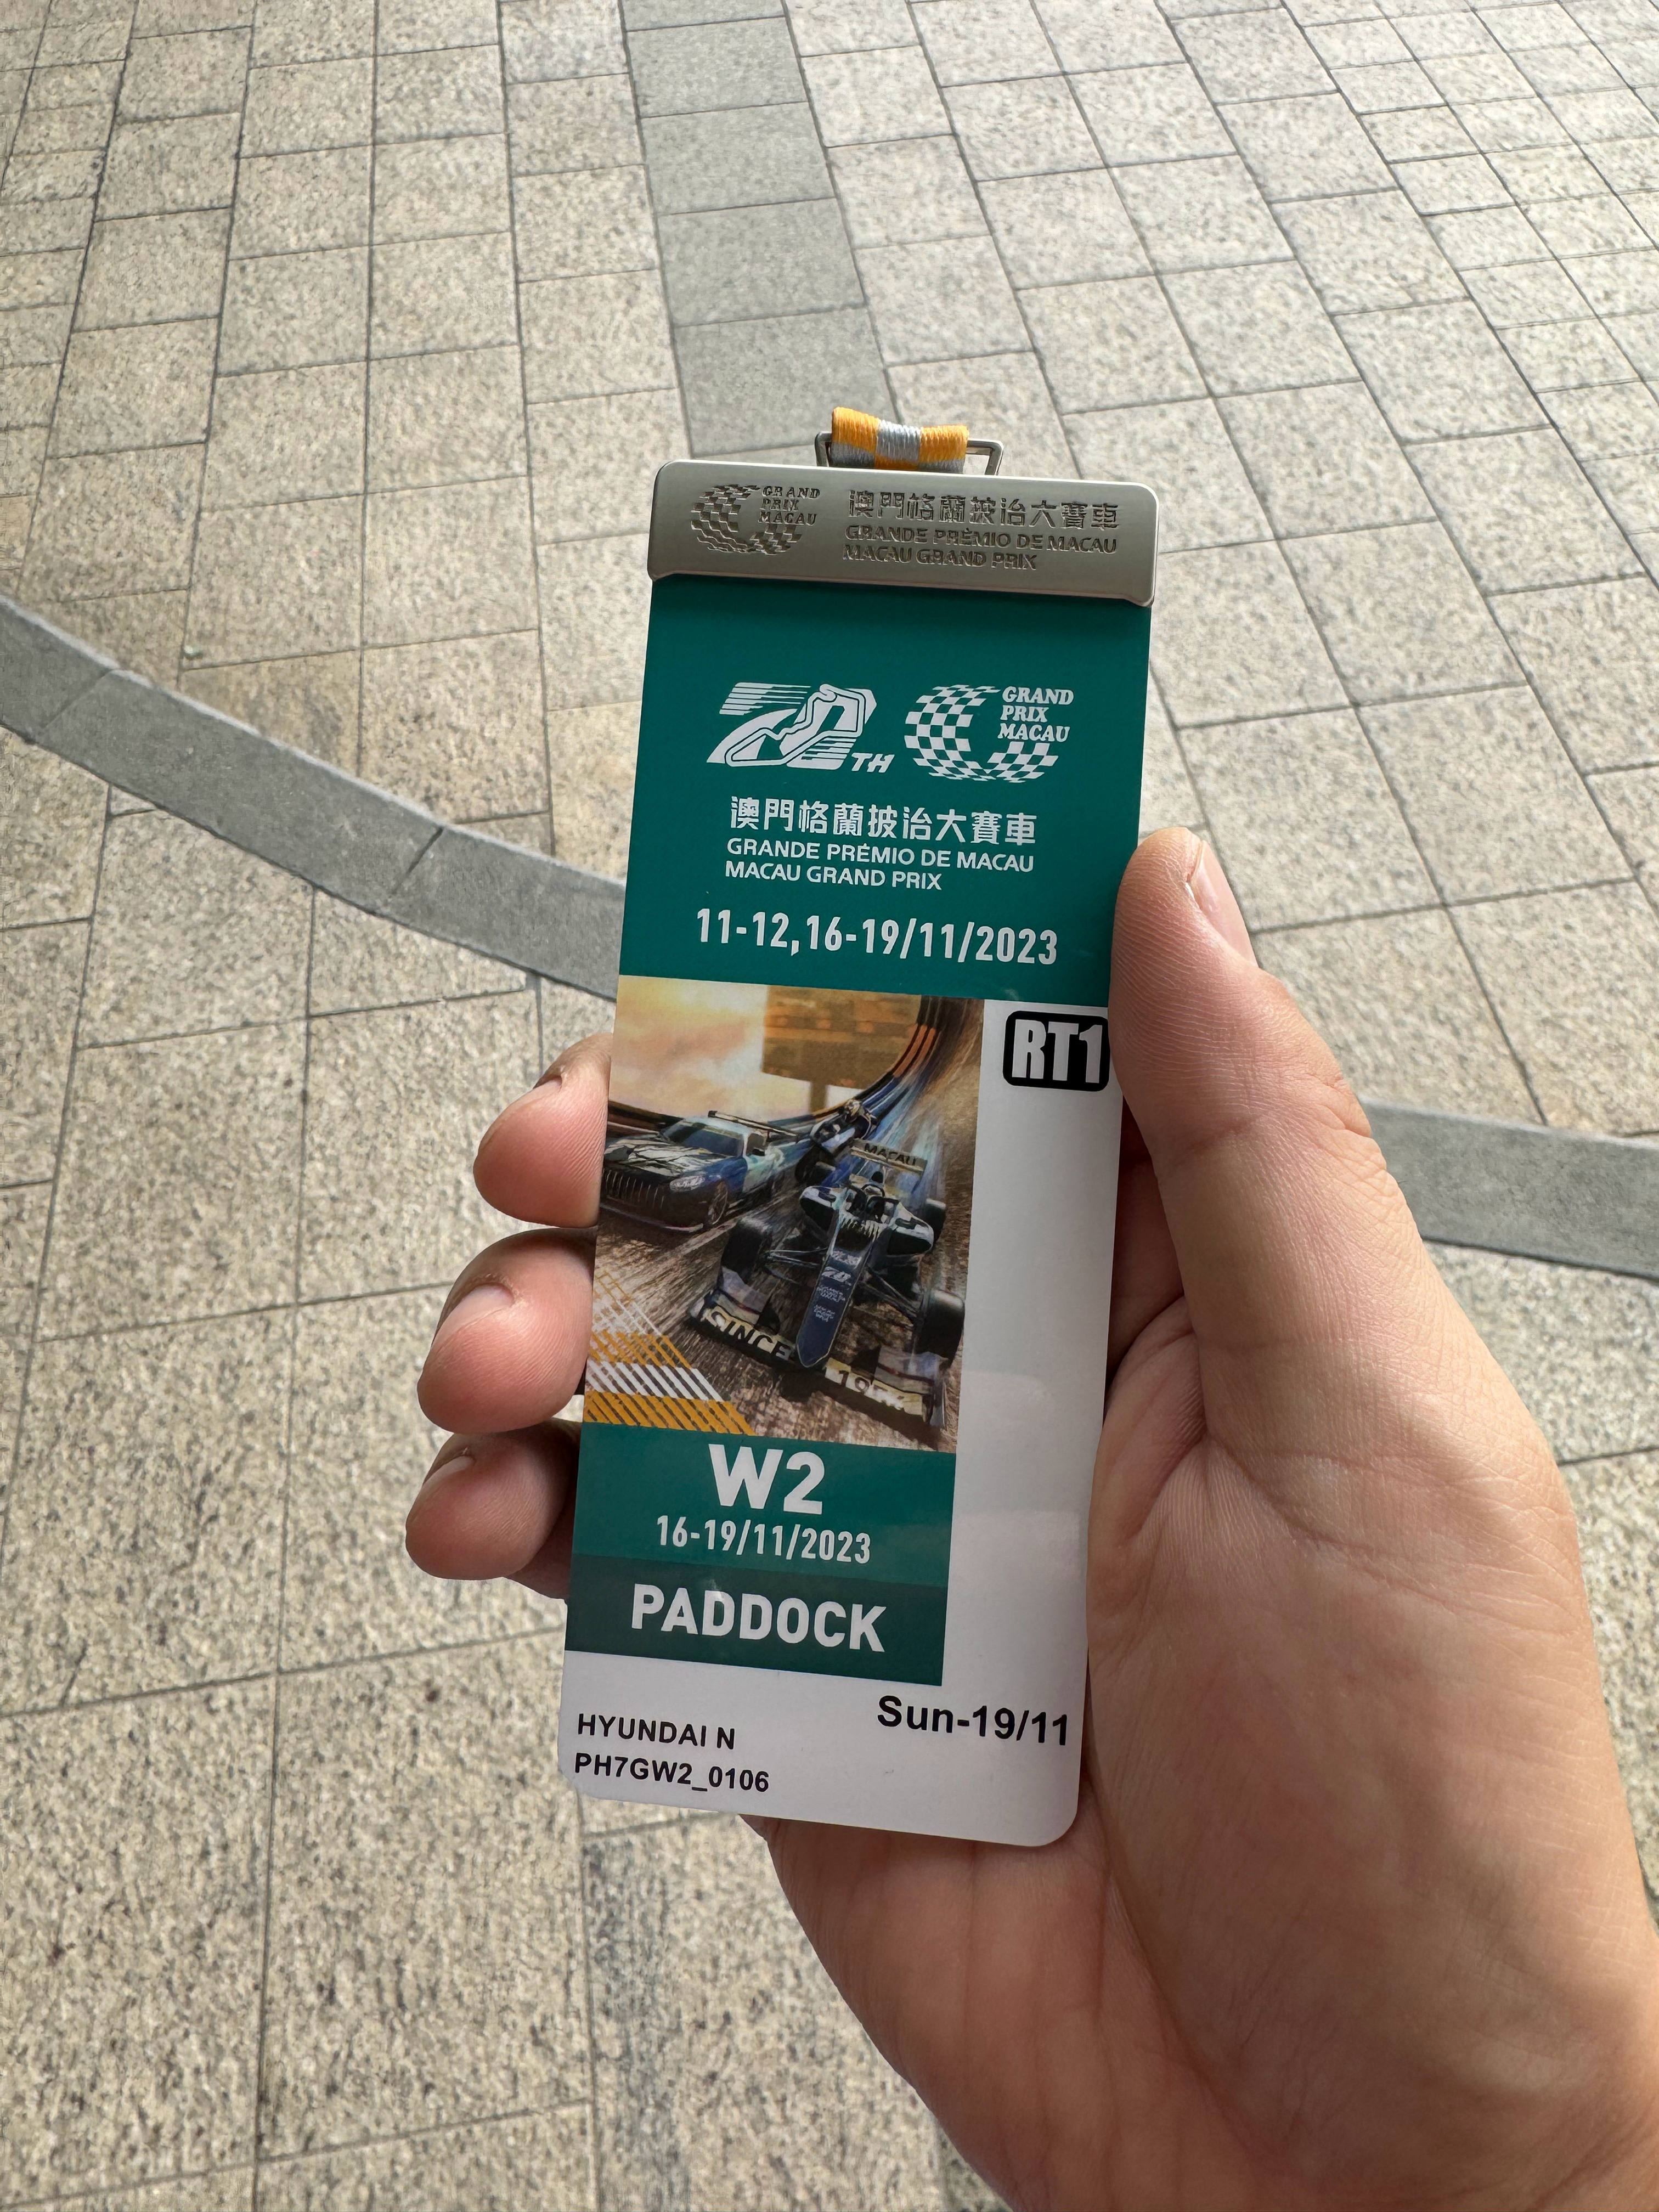 GRAND
PRIX
MACAU
澳門格蘭披治大賽車
GRANDE PRÉMIO DE MACAU
MACAU GRAND PRIX
70TH
GRAND
PRIX
MACAU
澳門格蘭披治大賽車
GRANDE PRÉMIO DE MACAU
MACAU GRAND PRIX
11-12,16-19/11/2023
RT1
MACAU
70
SINCE 1954
W2
16-19/11/2023
PADDOCK
Sun-19/11
HYUNDAI N
PH7GW2_0106